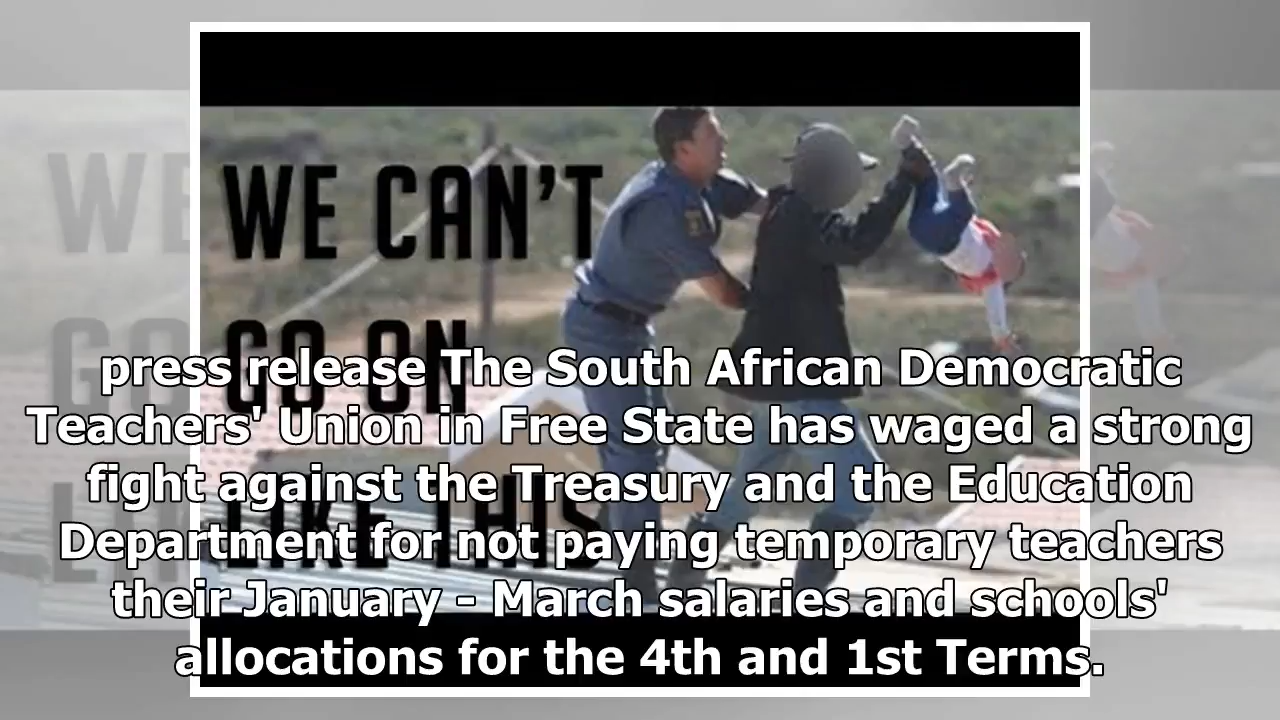 WE CAN'T
GO ON
LIKE THIS
press release The South African Democratic
Teachers' Union in Free State has waged a strong
fight against the Treasury and the Education
Department for not paying temporary teachers
their January - March salaries and schools'
allocations for the 4th and 1st Terms.